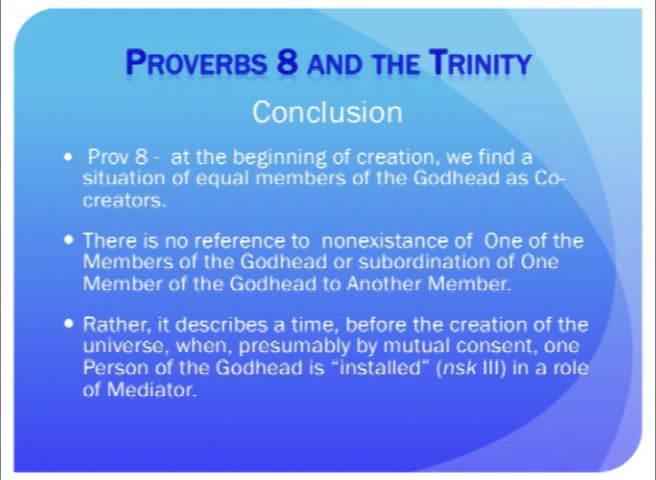 PROVERBS 8 AND THE TRINITY
Conclusion
• Prov 8 - at the beginning of creation, we find a
situation of equal members of the Godhead as Co-
creators.
• There is no reference to nonexistance of One of the
Members of the Godhead or subordination of One
Member of the Godhead to Another Member.
• Rather, it describes a time, before the creation of the
universe, when, presumably by mutual consent, one
Person of the Godhead is “installed” (nsk III) in a role
of Mediator.